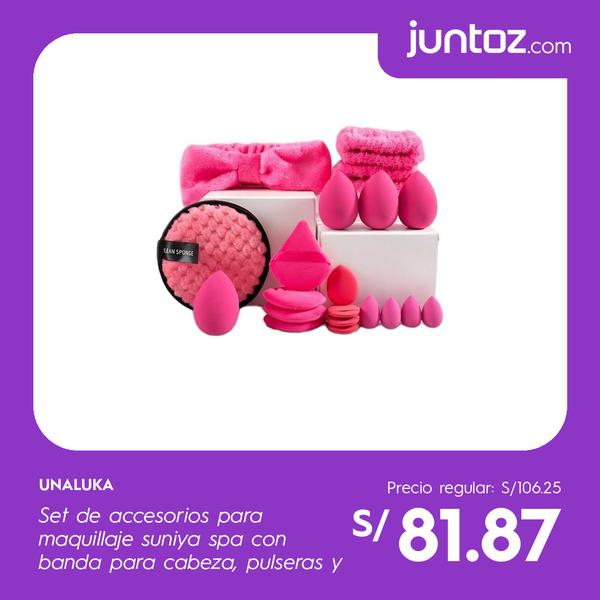 juntoz.com
CLEAN SPONGE
UNALUKA
Set de accesorios para
maquillaje suniya spa con
banda para cabeza, pulseras y
Precio regular: S/106.25
S/81.87